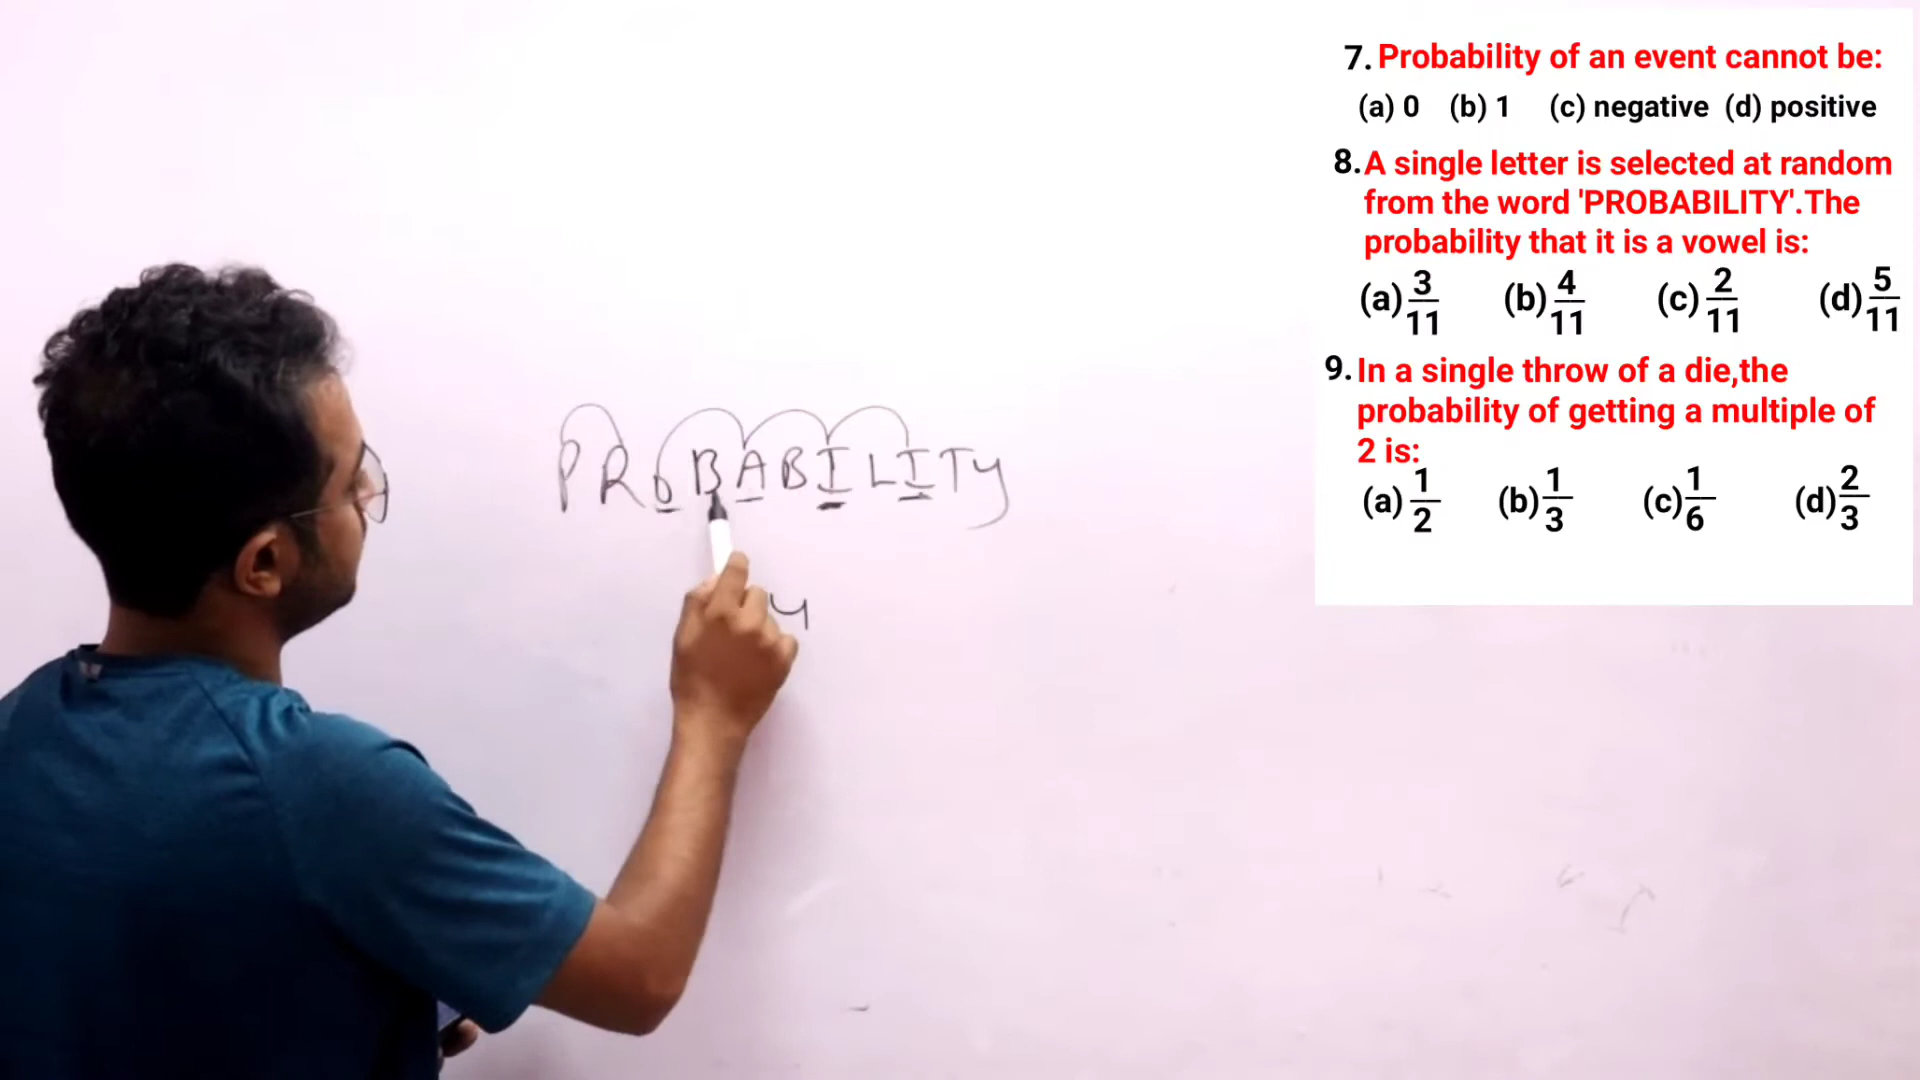 7. Probability of an event cannot be:
(a) 0 (b) 1 (c) negative (d) positive
8. A single letter is selected at random
from the word 'PROBABILITY'.The
probability that it is a vowel is:
(a) 3/11 (b) 4/11 (c) 2/11 (d) 5/11
9. In a single throw of a die,the
probability of getting a multiple of
2 is:
(a) 1/2 (b) 1/3 (c) 1/6 (d) 2/3
PROBABILITY
4